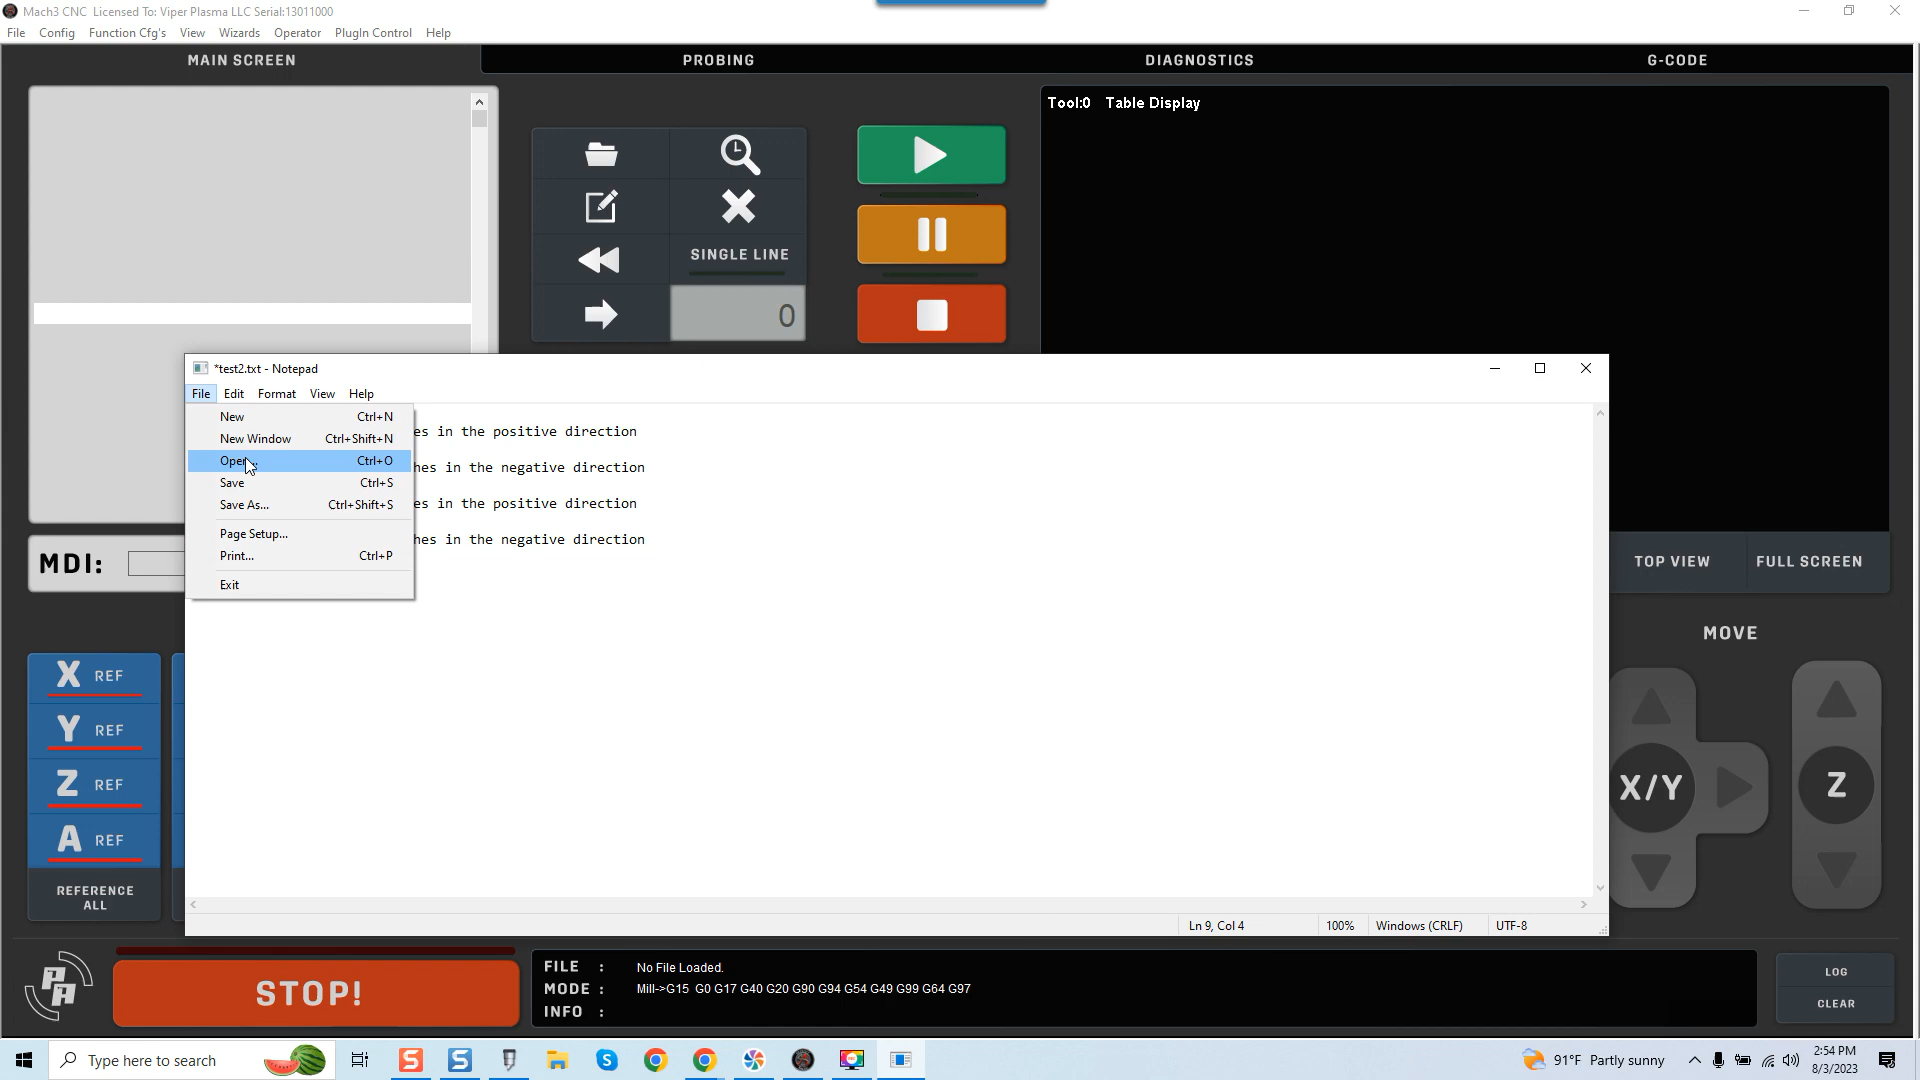 Mach3 CNC Licensed To: Viper Plasma LLC Serial:13011000
File Config Function Cfg's View Wizards Operator PlugIn Control Help
MAIN SCREEN PROBING DIAGNOSTICS G-CODE
Tool:0 Table Display
SINGLE LINE
0
*test2.txt - Notepad
File Edit Format View Help
New Ctrl+N
New Window Ctrl+Shift+N
Open... Ctrl+O
Save Ctrl+S
Save As... Ctrl+Shift+S
Page Setup... 
Print... Ctrl+P
Exit
es in the positive direction
hes in the negative direction
es in the positive direction
hes in the negative direction
Ln 9, Col 4 100% Windows (CRLF) UTF-8
MDI:
TOP VIEW FULL SCREEN
MOVE
X REF
Y REF
Z REF
A REF
REFERENCE
ALL
X/Y Z
STOP!
FILE : No File Loaded.
MODE : Mill->G15 G0 G17 G40 G20 G90 G94 G54 G49 G99 G64 G97
INFO :
LOG
CLEAR
Type here to search
91°F Partly sunny
2:54 PM
8/3/2023